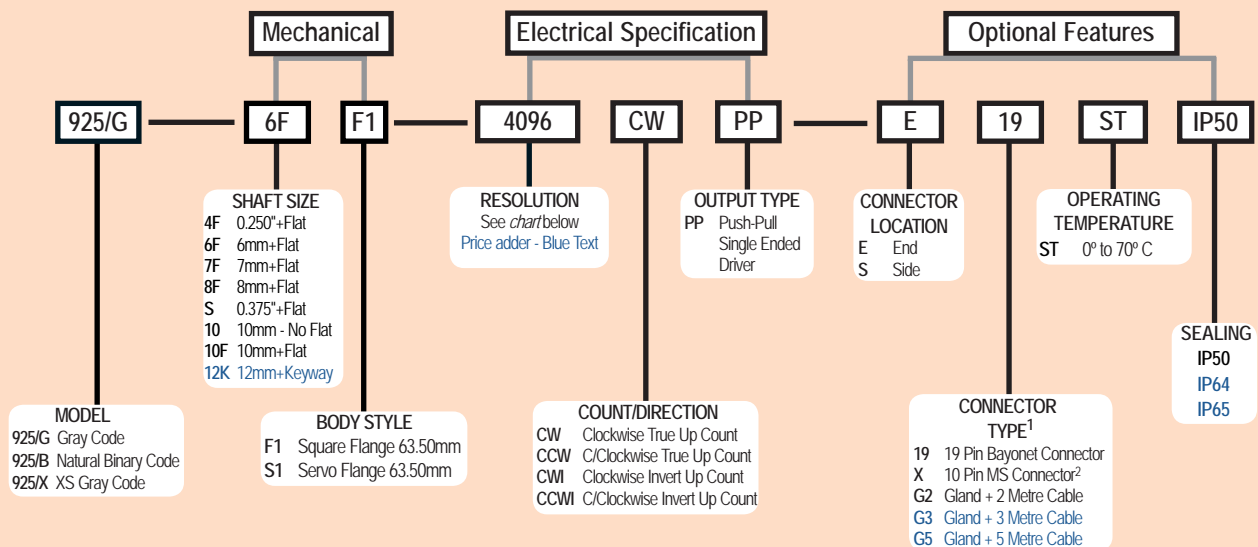 Mechanical
Electrical Specification
Optional Features
925/G
6F
F1
4096
CW
PP
E
19
ST
IP50
SHAFT SIZE
4F 0.250"+Flat
6F 6mm+Flat
7F 7mm+Flat
8F 8mm+Flat
S 0.375"+Flat
10 10mm - No Flat
10F 10mm+Flat
12K 12mm+Keyway
RESOLUTION
See chart below
Price adder - Blue Text
OUTPUT TYPE
PP Push-Pull
Single Ended
Driver
CONNECTOR
LOCATION
E End
S Side
OPERATING
TEMPERATURE
ST 0º to 70º C
SEALING
IP50
IP64
IP65
MODEL
925/G Gray Code
925/B Natural Binary Code
925/X XS Gray Code
BODY STYLE
F1 Square Flange 63.50mm
S1 Servo Flange 63.50mm
COUNT/DIRECTION
CW Clockwise True Up Count
CCW C/Clockwise True Up Count
CWI Clockwise Invert Up Count
CCWI C/Clockwise Invert Up Count
CONNECTOR
TYPE1
19 19 Pin Bayonet Connector
X 10 Pin MS Connector2
G2 Gland + 2 Metre Cable
G3 Gland + 3 Metre Cable
G5 Gland + 5 Metre Cable